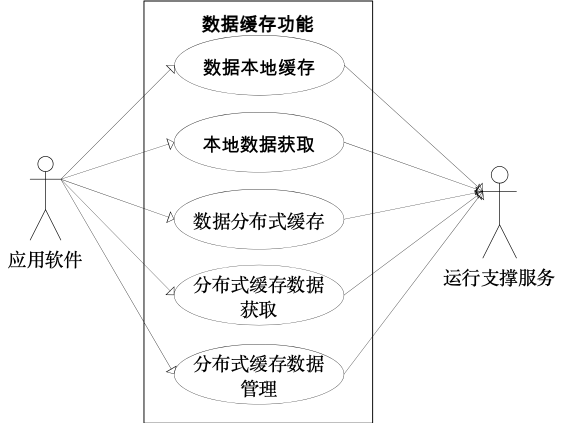 数据缓存功能
数据本地缓存
本地数据获取
数据分布式缓存
应用软件
运行支撑服务
分布式缓存数据
获取
分布式缓存数据
管理